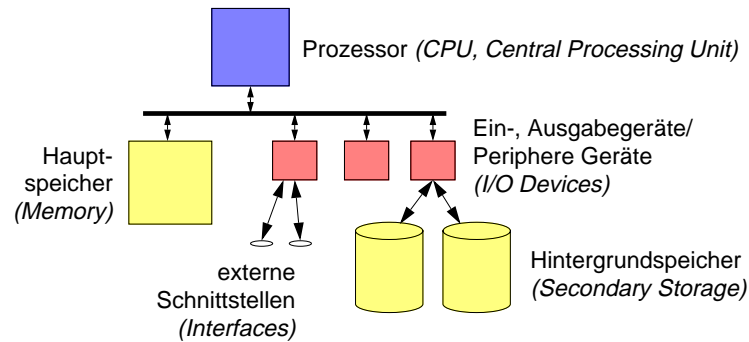 Prozessor (CPU, Central Processing Unit)
Haupt-
speicher
(Memory)
Ein-, Ausgabegeräte/
Periphere Geräte
(I/O Devices)
externe
Schnittstellen
(Interfaces)
Hintergrundspeicher
(Secondary Storage)